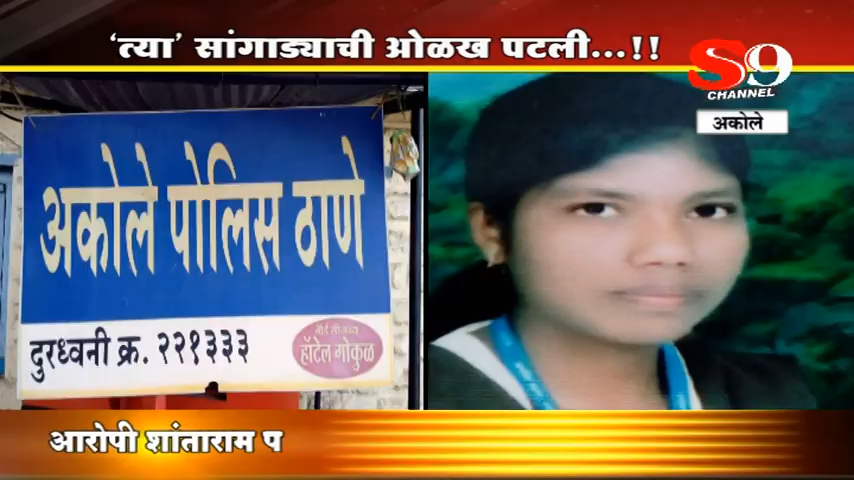 'त्या' सांगाड्याची ओळख पटली...!!
S9
CHANNEL
अकोले
अकोले पोलिस ठाणे
दुरध्वनी क्र. २२१३३३
हॉटेल गोकुळ
आरोपी शांताराम प